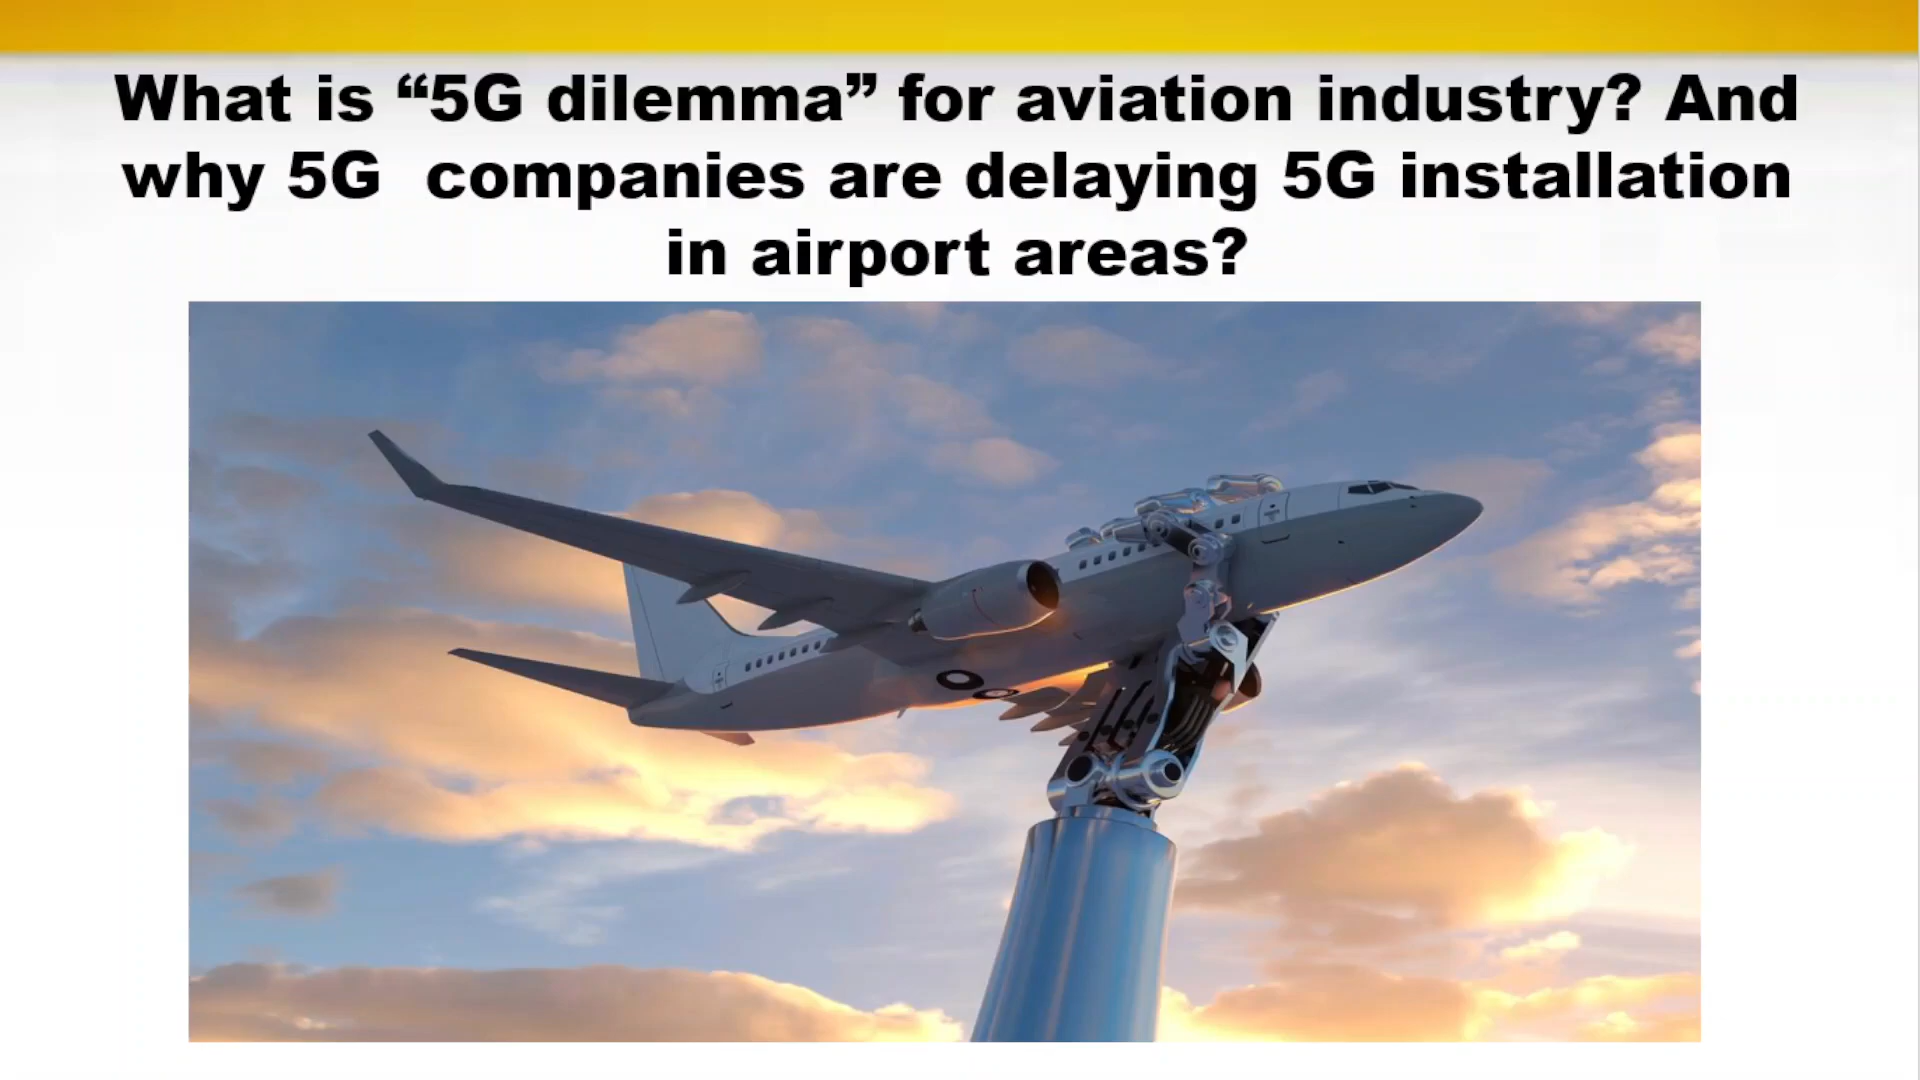 What is “5G dilemma” for aviation industry? And
why 5G  companies are delaying 5G installation
in airport areas?